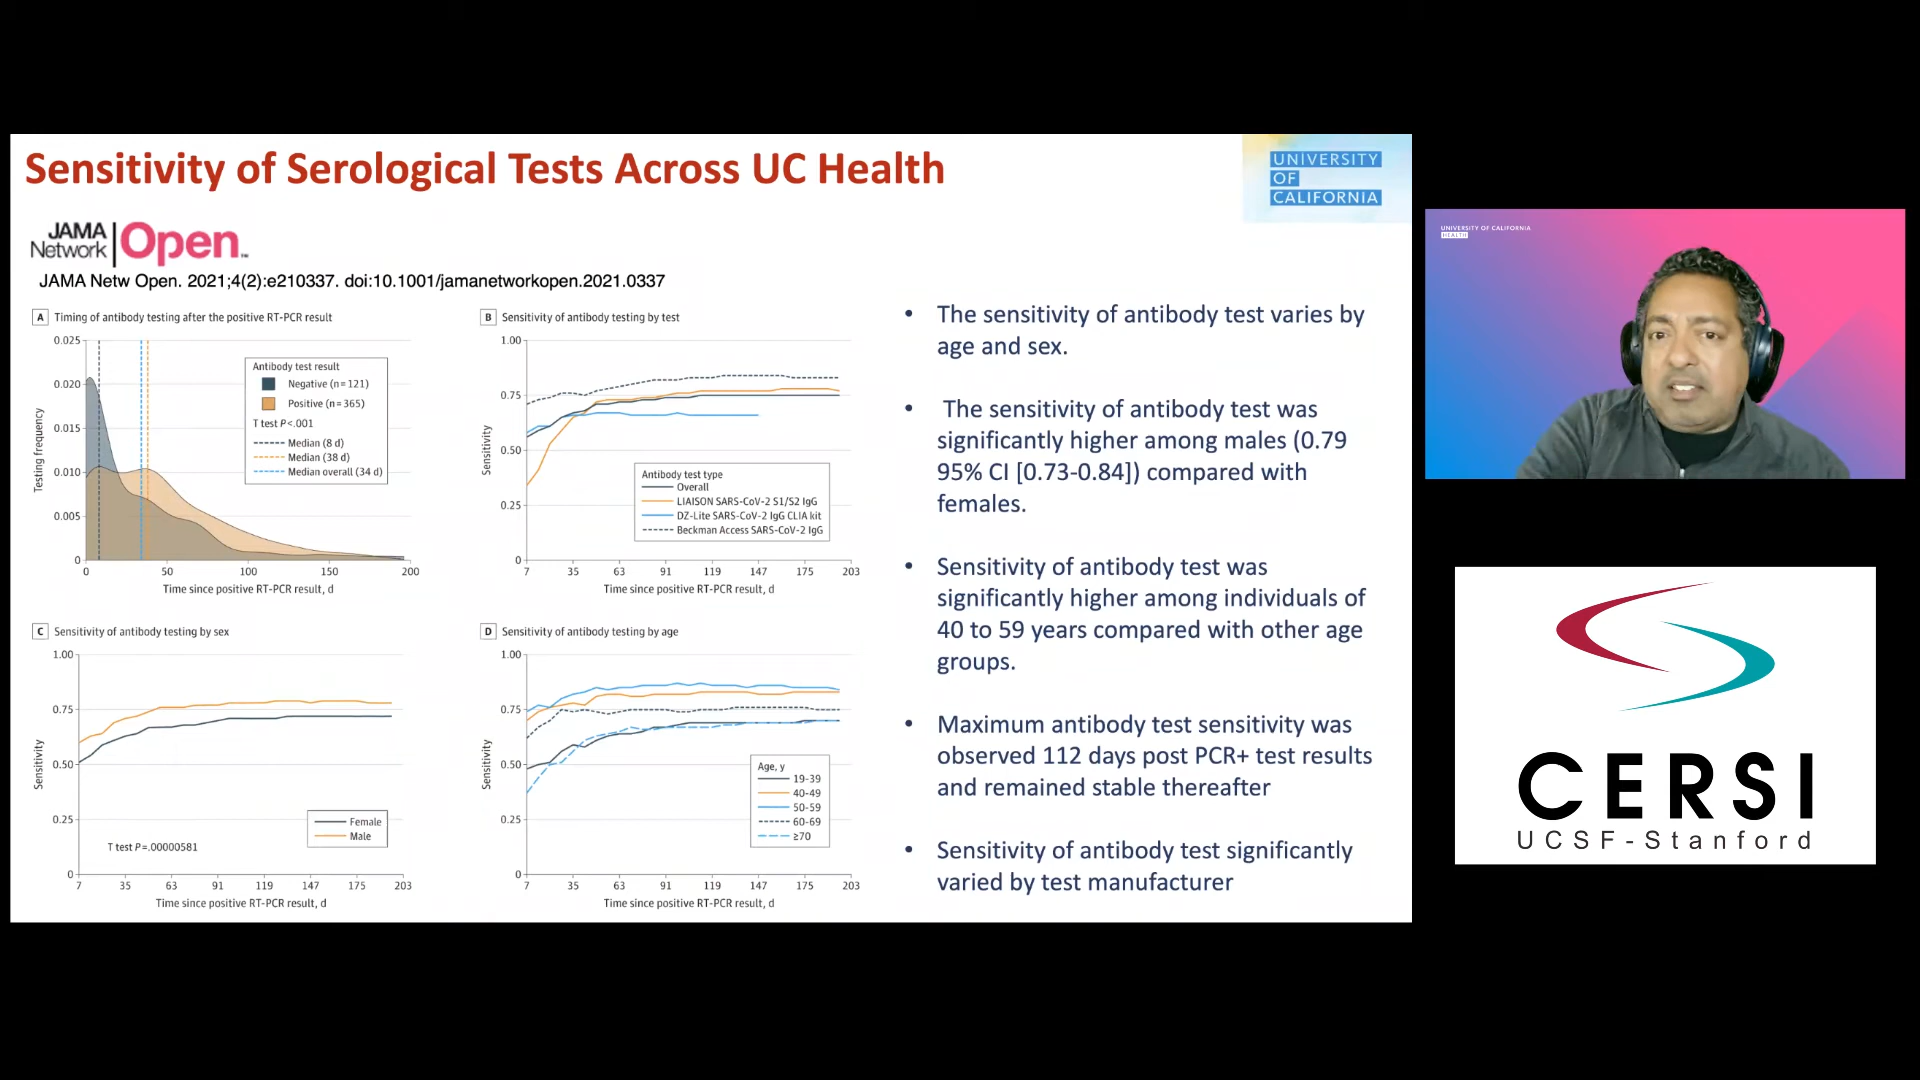 Sensitivity of Serological Tests Across UC Health
UNIVERSITY
OF
CALIFORNIA
JAMA
Network
Open™
JAMA Netw Open. 2021;4(2):e210337. doi:10.1001/jamanetworkopen.2021.0337
A Timing of antibody testing after the positive RT-PCR result
0.025
0.020
0.015
0.010
0.005
0
Testing frequency
Antibody test result
Negative (n=121)
Positive (n=365)
T test P<.001
Median (8 d)
Median (38 d)
Median overall (34 d)
0 50 100 150 200
Time since positive RT-PCR result, d
B Sensitivity of antibody testing by test
1.00
0.75
0.50
0.25
0
Sensitivity
Antibody test type
Overall
LIAISON SARS-CoV-2 S1/S2 IgG
DZ-Lite SARS-CoV-2 IgG CLIA kit
Beckman Access SARS-CoV-2 IgG
7 35 63 91 119 147 175 203
Time since positive RT-PCR result, d
C Sensitivity of antibody testing by sex
1.00
0.75
0.50
0.25
0
Sensitivity
T test P=.00000581
Female
Male
7 35 63 91 119 147 175 203
Time since positive RT-PCR result, d
D Sensitivity of antibody testing by age
1.00
0.75
0.50
0.25
0
Sensitivity
Age, y
19-39
40-49
50-59
60-69
≥70
7 35 63 91 119 147 175 203
Time since positive RT-PCR result, d
• The sensitivity of antibody test varies by
age and sex.
• The sensitivity of antibody test was
significantly higher among males (0.79
95% CI [0.73-0.84]) compared with
females.
• Sensitivity of antibody test was
significantly higher among individuals of
40 to 59 years compared with other age
groups.
• Maximum antibody test sensitivity was
observed 112 days post PCR+ test results
and remained stable thereafter
• Sensitivity of antibody test significantly
varied by test manufacturer
UNIVERSITY OF CALIFORNIA
HEALTH
CERSI
UCSF-Stanford